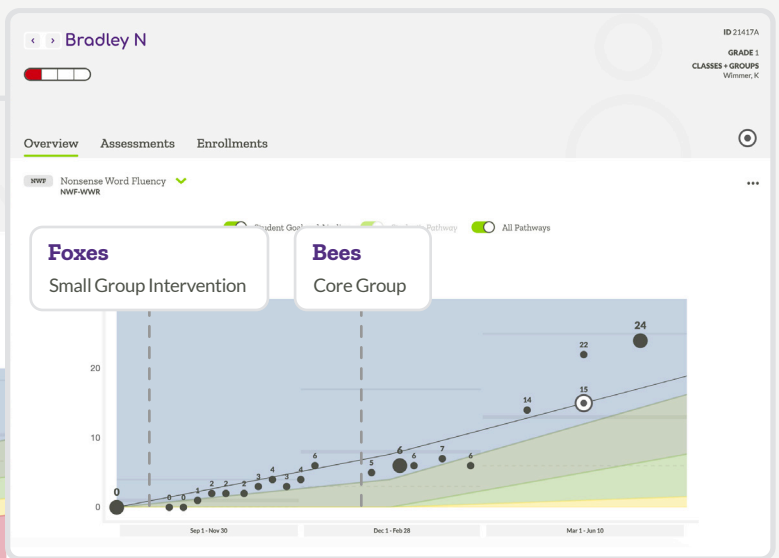 Bradley N
ID 21417A
GRADE 1
CLASSES + GROUPS
Wimmer, K
Overview Assessments Enrollments
NWF Nonsense Word Fluency
NWF-WWR
Pathway All Pathways
Foxes
Small Group Intervention
Bees
Core Group
24
22
20
15
14
10
6
7
6
4
6
5
6
4
3
3
2
2
2
1
0
0
0
0
Sep 1 - Nov 30 Dec 1 - Feb 28 Mar 1 - Jun 10